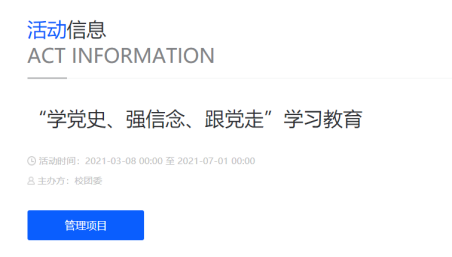 活动信息
ACT INFORMATION
“学党史、强信念、跟党走”学习教育
活动时间：2021-03-08 00:00 至 2021-07-01 00:00
主办方：校团委
管理项目